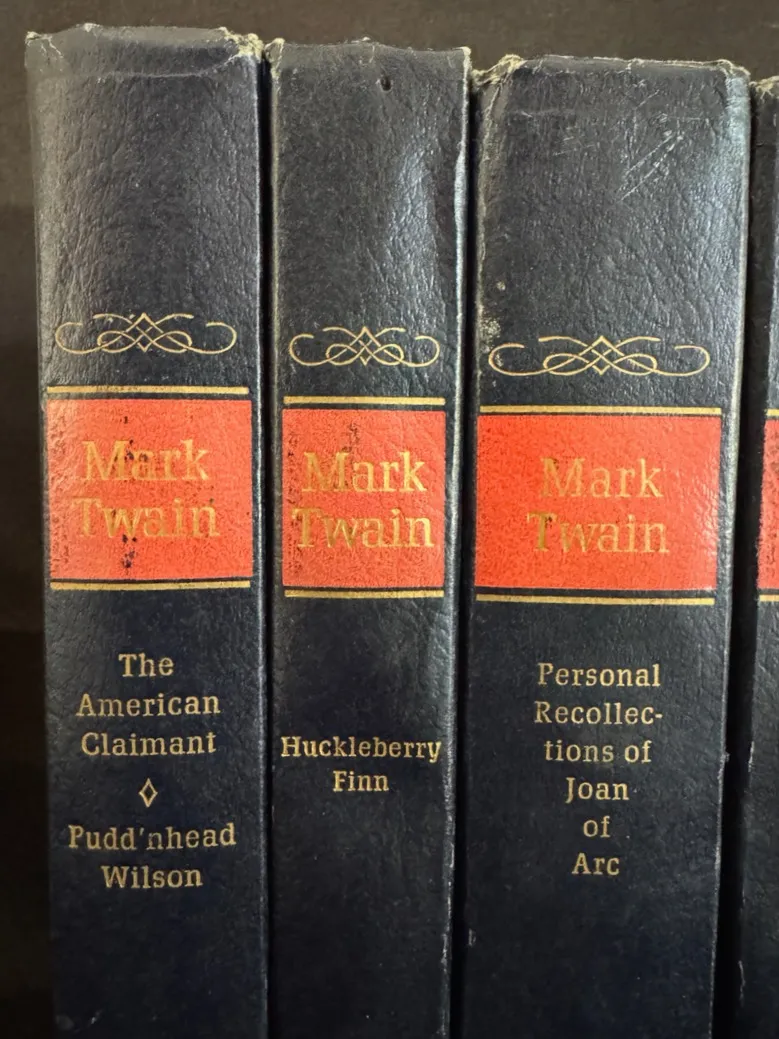 Mark
Twain
The
American
Claimant
Pudd'nhead
Wilson
Mark
Twain
Huckleberry
Finn
Mark
Twain
Personal
Recollec-
tions of
Joan
of
Arc